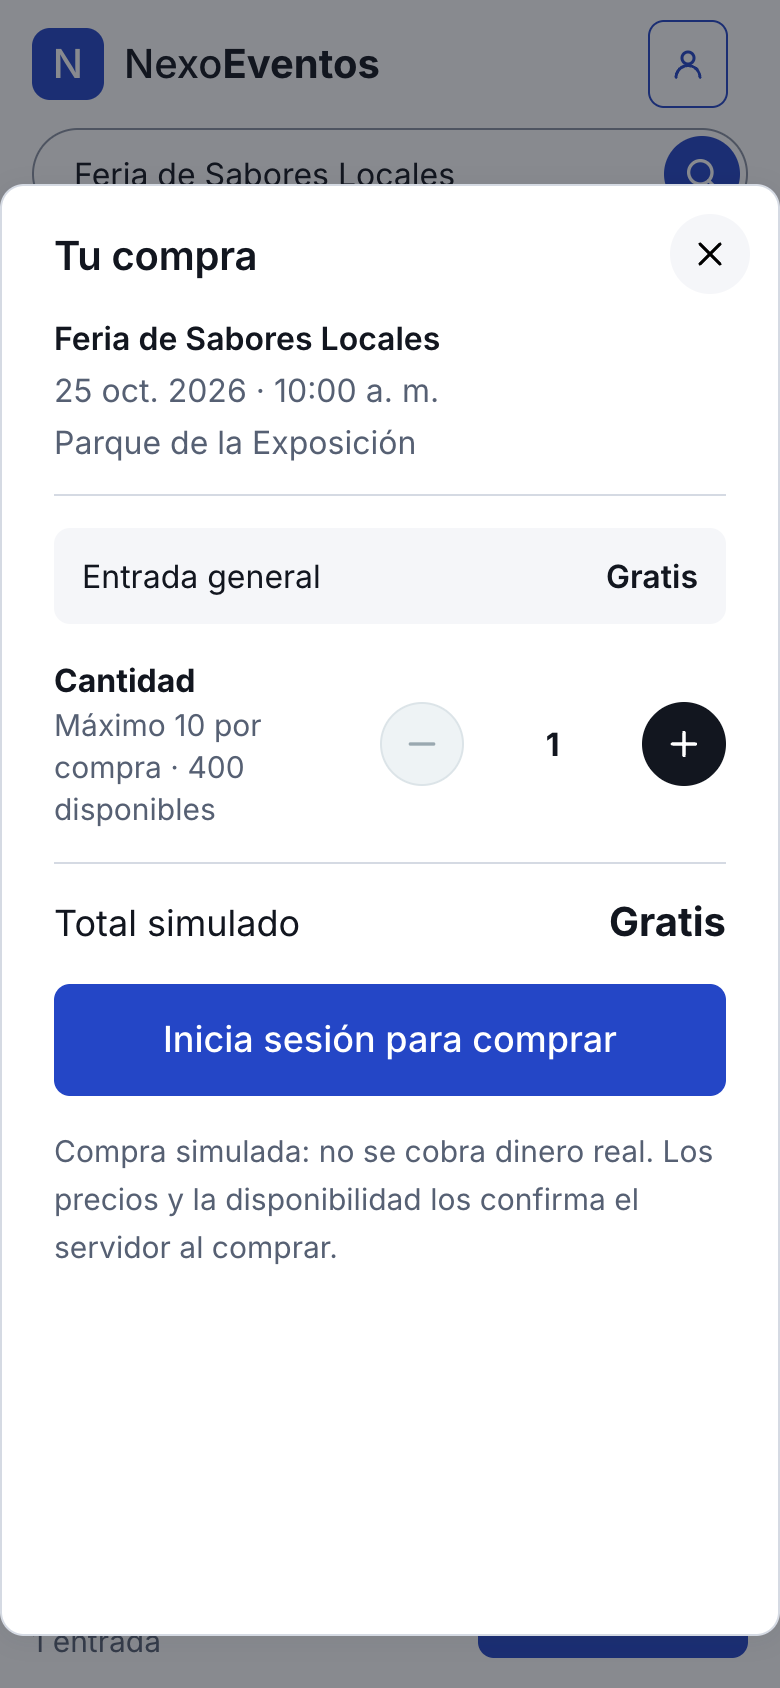 N NexoEventos
Feria de Sabores Locales
Tu compra
Feria de Sabores Locales
25 oct. 2026 · 10:00 a. m.
Parque de la Exposición
Entrada general Gratis
Cantidad
Máximo 10 por
compra · 400
disponibles
1
Total simulado Gratis
Inicia sesión para comprar
Compra simulada: no se cobra dinero real. Los
precios y la disponibilidad los confirma el
servidor al comprar.
1 entrada